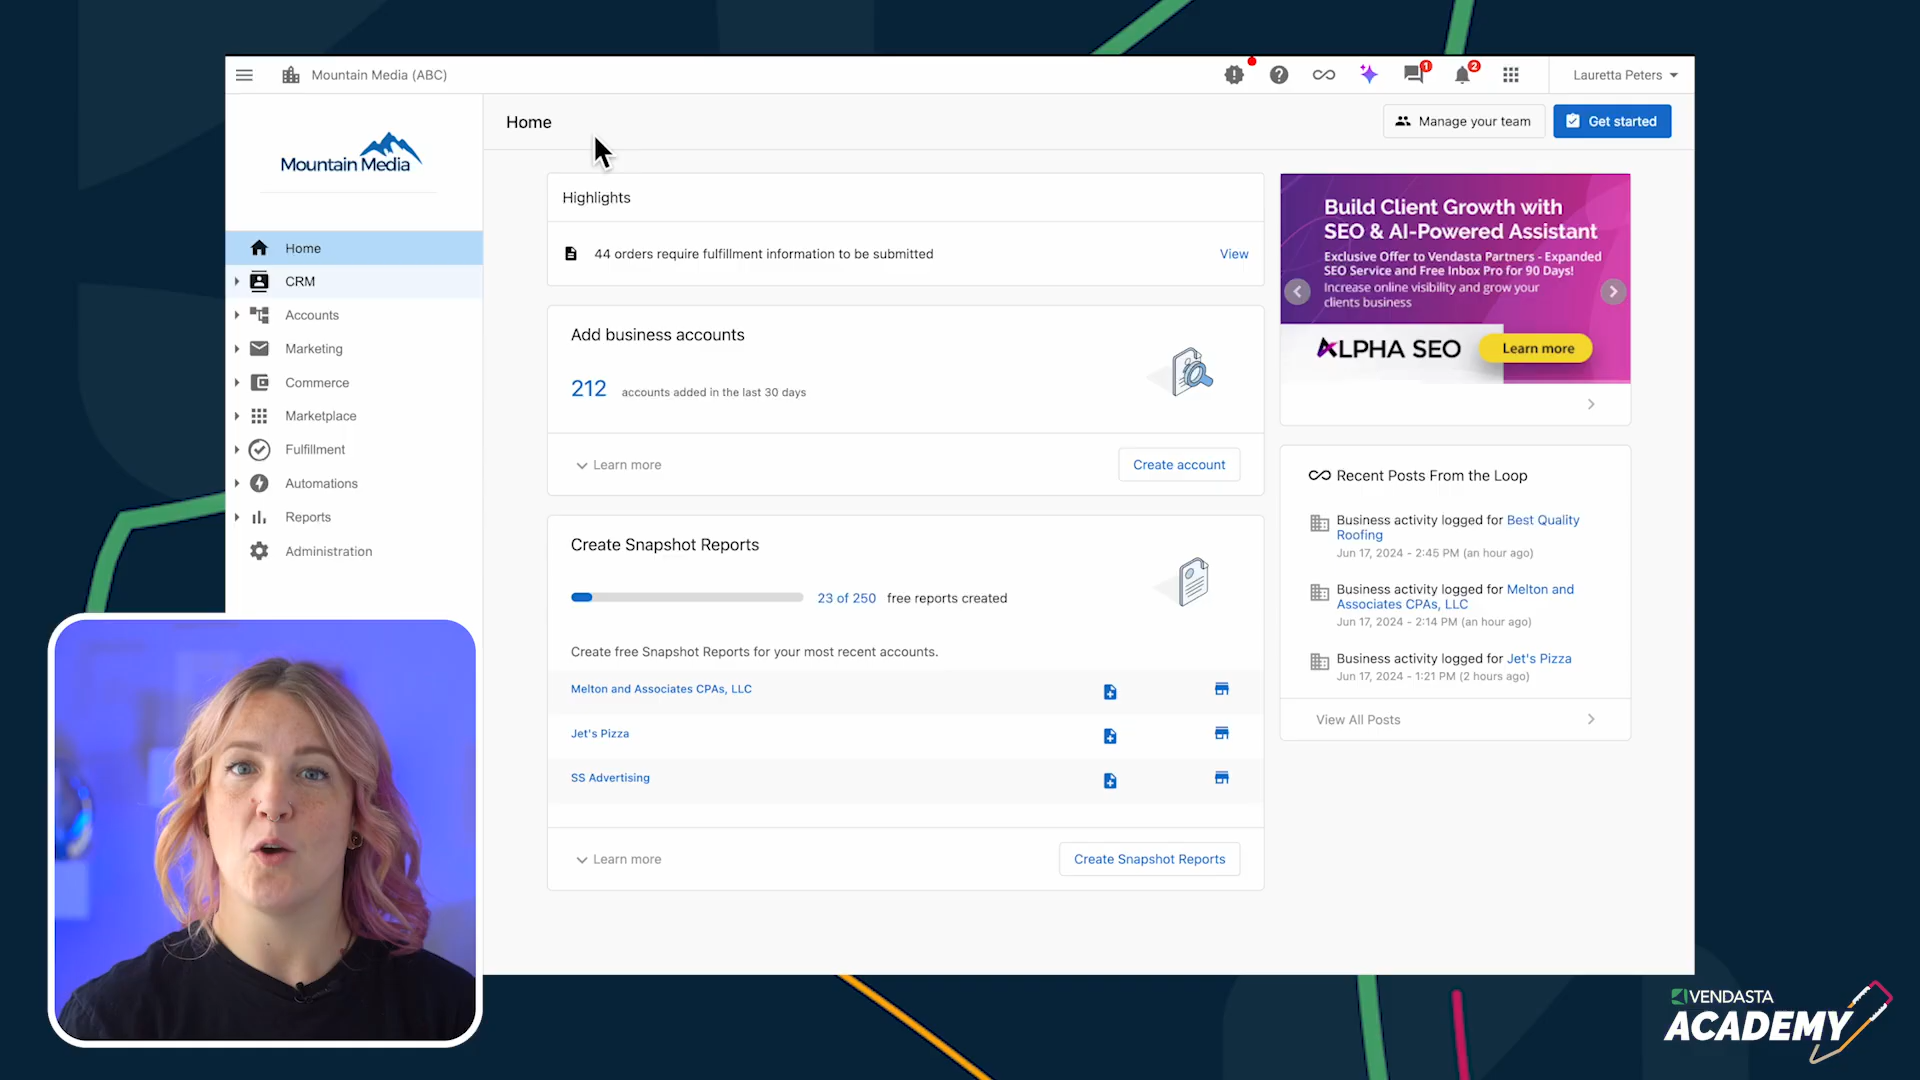 Mountain Media (ABC)
1
2
Lauretta Peters
Mountain Media
Home
CRM
Accounts
Marketing
Commerce
Marketplace
Fulfillment
Automations
Reports
Administration
Home
Manage your team
Get started
Highlights
44 orders require fulfillment information to be submitted
View
Add business accounts
212 accounts added in the last 30 days
Learn more
Create account
Create Snapshot Reports
23 of 250 free reports created
Create free Snapshot Reports for your most recent accounts.
Melton and Associates CPAs, LLC
Jet's Pizza
SS Advertising
Learn more
Create Snapshot Reports
Build Client Growth with
SEO & AI-Powered Assistant
Exclusive Offer to Vendasta Partners - Expanded
SEO Service and Free Inbox Pro for 90 Days!
Increase online visibility and grow your
clients business
ALPHA SEO
Learn more
Recent Posts From the Loop
Business activity logged for Best Quality
Roofing
Jun 17, 2024 - 2:45 PM (an hour ago)
Business activity logged for Melton and
Associates CPAs, LLC
Jun 17, 2024 - 2:14 PM (an hour ago)
Business activity logged for Jet's Pizza
Jun 17, 2024 - 1:21 PM (2 hours ago)
View All Posts
VENDASTA
ACADEMY